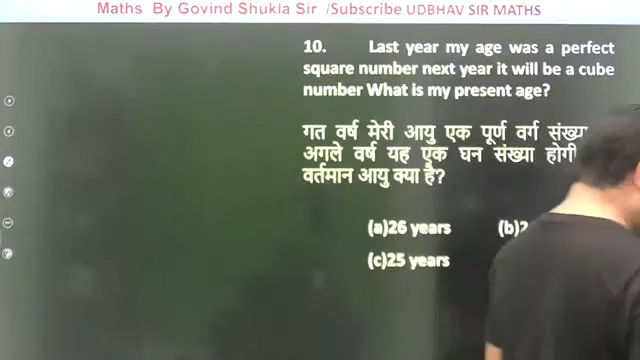 Maths By Govind Shukla Sir /Subscribe UDBHAV SIR MATHS
10. Last year my age was a perfect
square number next year it will be a cube
number What is my present age?
गत वर्ष मेरी आयु एक पूर्ण वर्ग
अगले वर्ष यह एक घन संख्या होगी
वर्तमान आयु क्या है?
(a)26 years (b)
(c)25 years